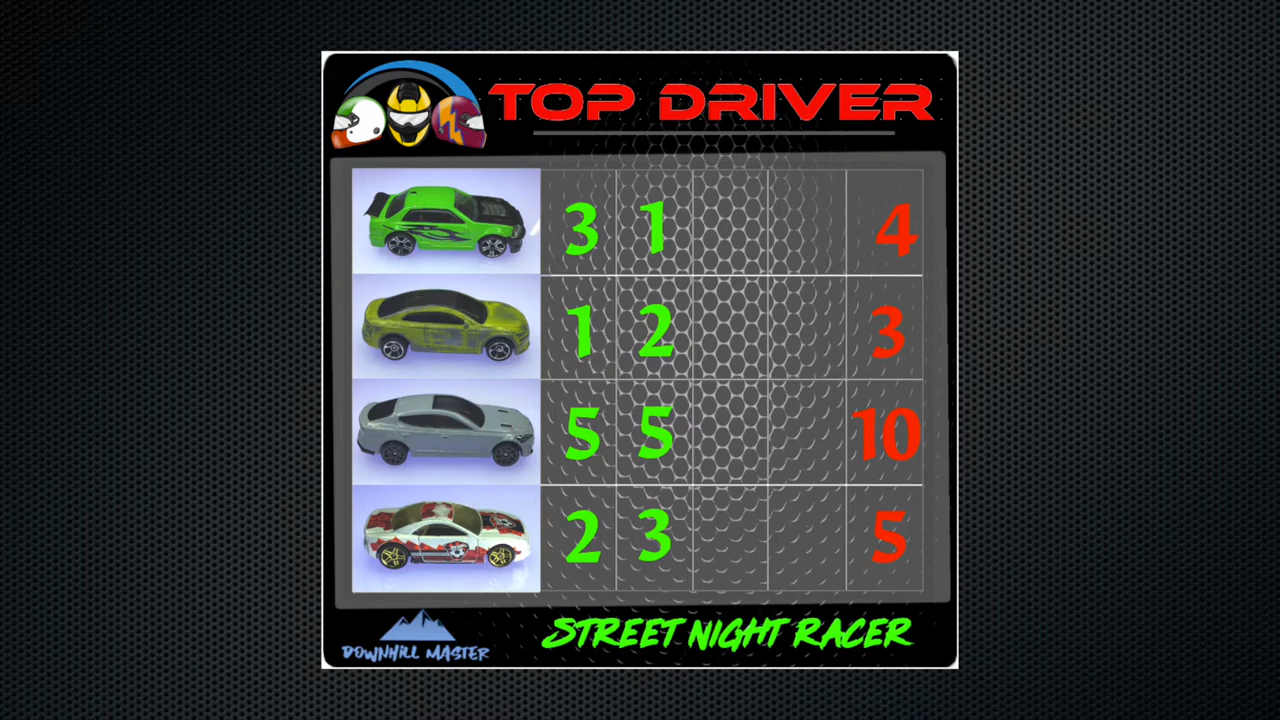 TOP DRIVER
3 1 4
1 2 3
5 5 10
2 3 5
DOWNHILL MASTER
STREET NIGHT RACER